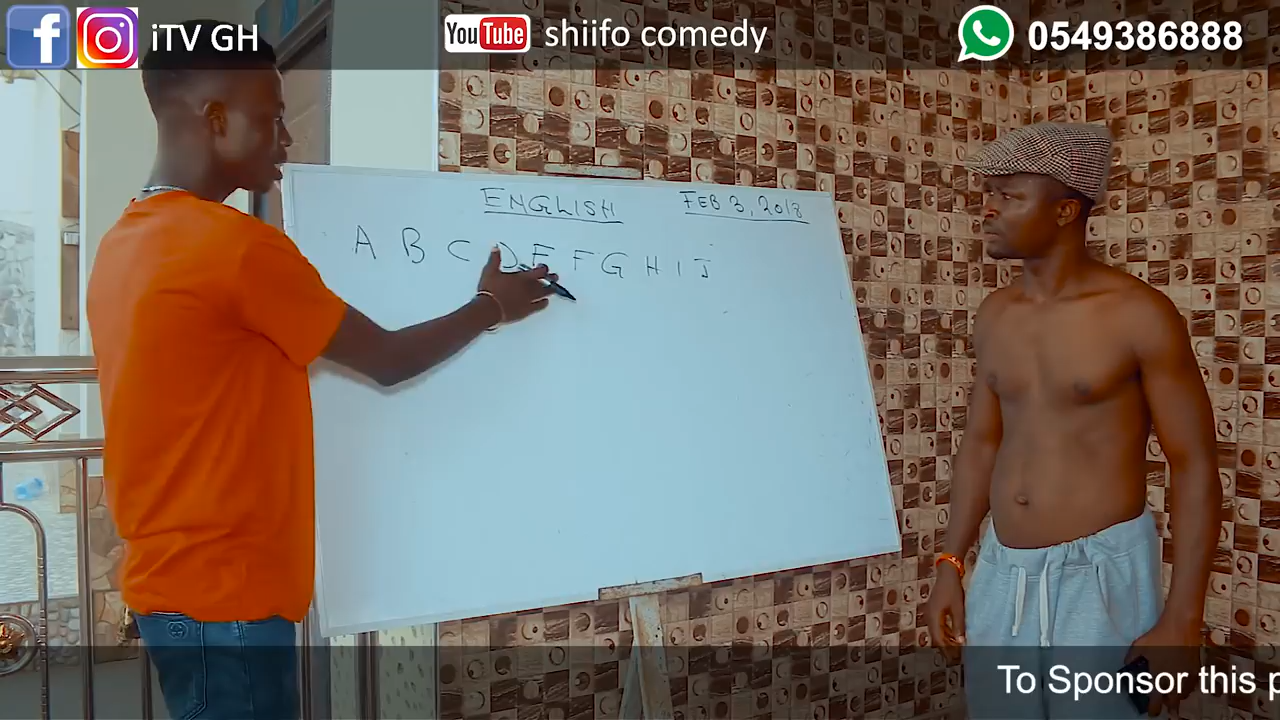 iTV GH
YouTube shiifo comedy
0549386888
ENGLISH
FEB 3, 2018
A B C D E F G H I J
To Sponsor this p